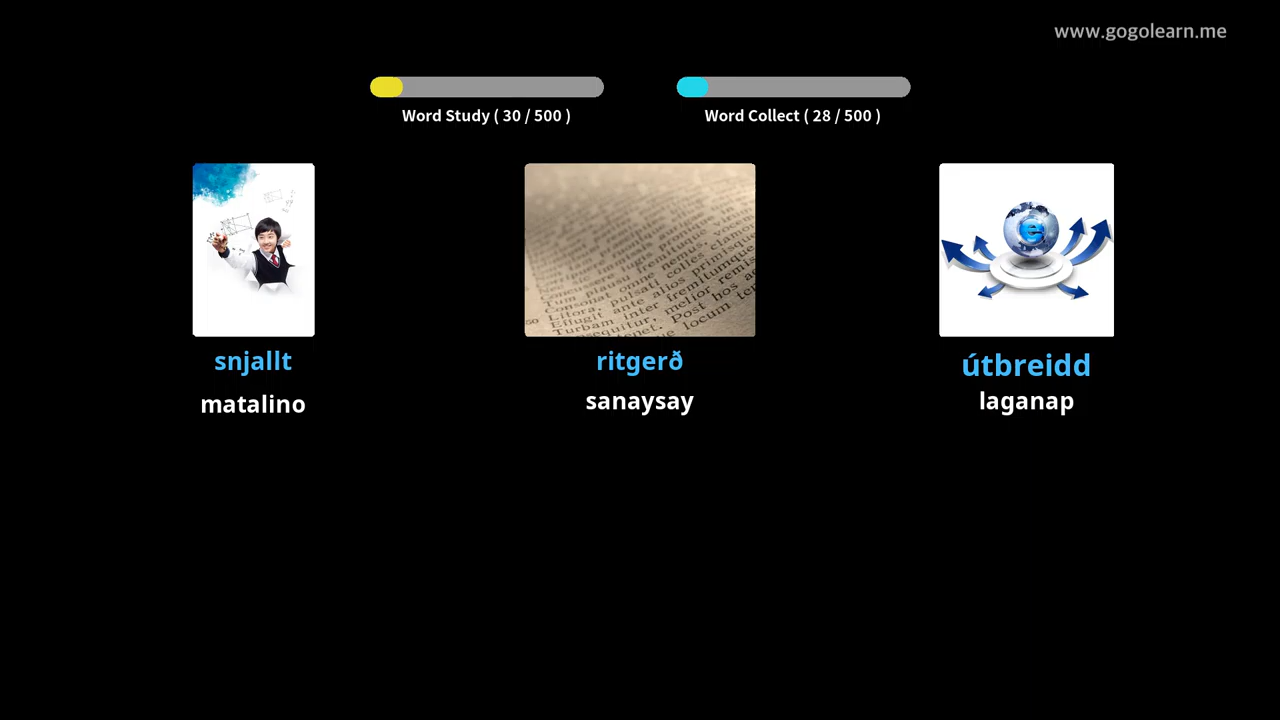 www.gogolearn.me
Word Study ( 30 / 500 )
Word Collect ( 28 / 500 )
snjallt
ritgerð
útbreidd
matalino
sanaysay
laganap